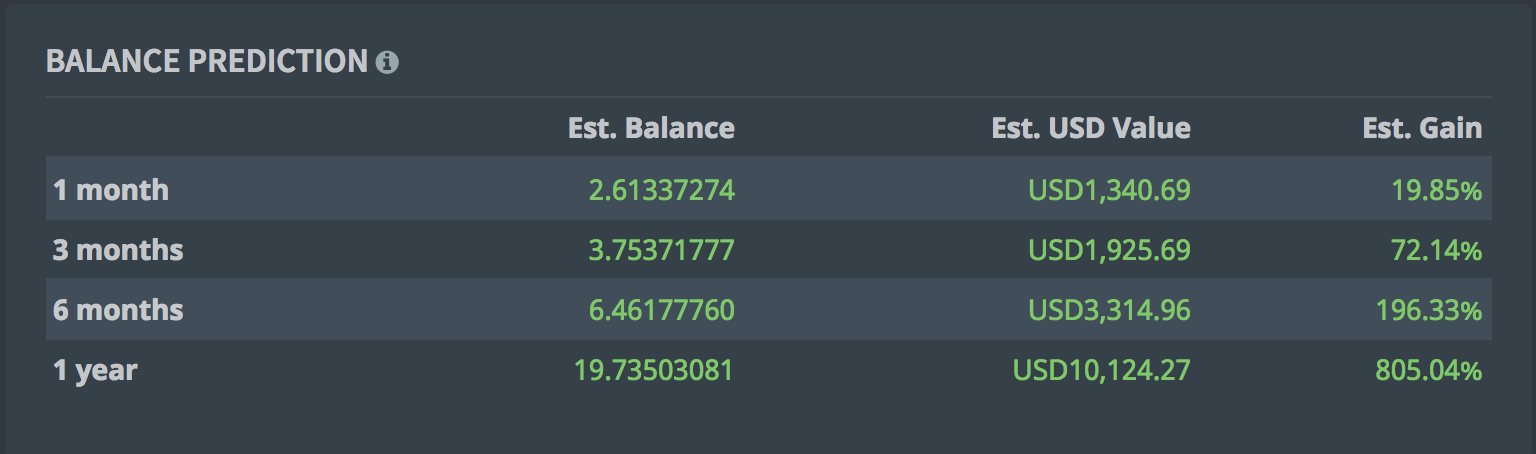 BALANCE PREDICTION
Est. Balance Est. USD Value Est. Gain
1 month 2.61337274 USD1,340.69 19.85%
3 months 3.75371777 USD1,925.69 72.14%
6 months 6.46177760 USD3,314.96 196.33%
1 year 19.73503081 USD10,124.27 805.04%